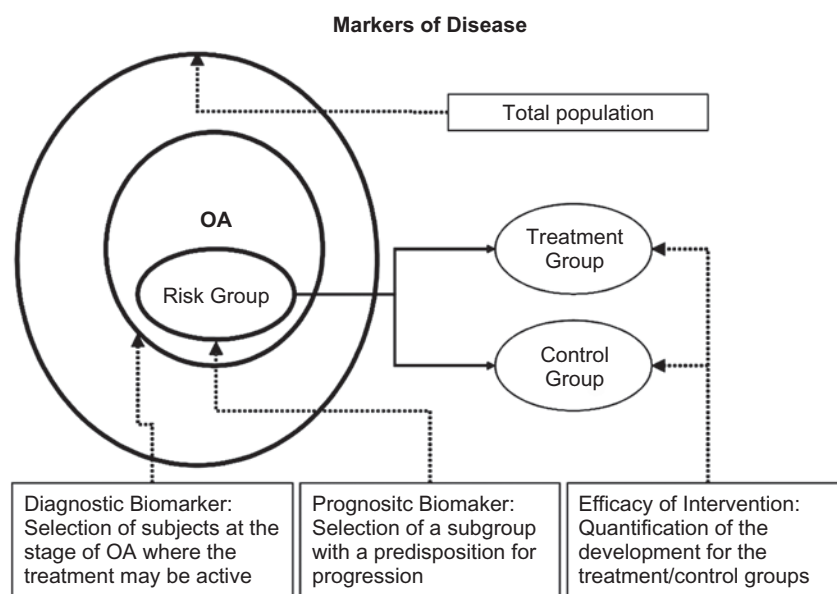 Markers of Disease
Total population
OA
Risk Group
Treatment
Group
Control
Group
Diagnostic Biomarker:
Selection of subjects at the
stage of OA where the
treatment may be active
Prognositc Biomaker:
Selection of a subgroup
with a predisposition for
progression
Efficacy of Intervention:
Quantification of the
development for the
treatment/control groups